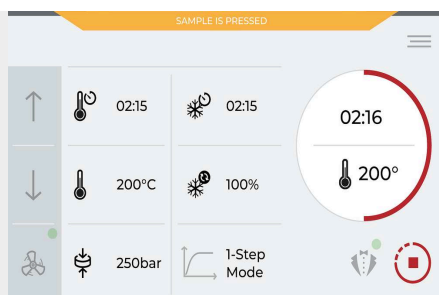 SAMPLE IS PRESSED
02:15
02:15
02:16
200°C
100%
200°
250bar
1-Step
Mode